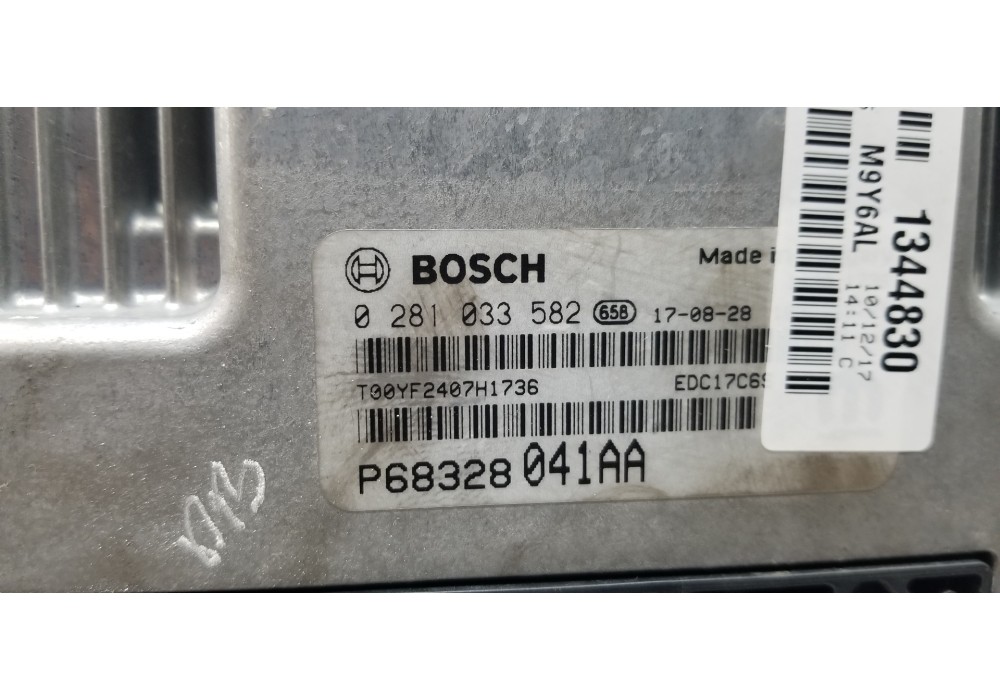 BOSCH
Made
0 281 033 582 658 17-08-28
T00YF2407H1736
P68328 041AA
1344830
M9Y6AL
10/12/17
14:11 C